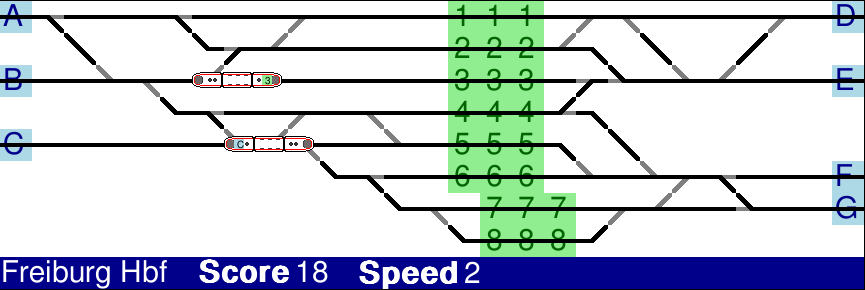 A 1 1 1 D
2 2 2
B 3 3 3 3 E
4 4 4
C C 5 5 5
6 6 6 F
7 7 7 G
8 8 8
Freiburg Hbf Score 18 Speed 2